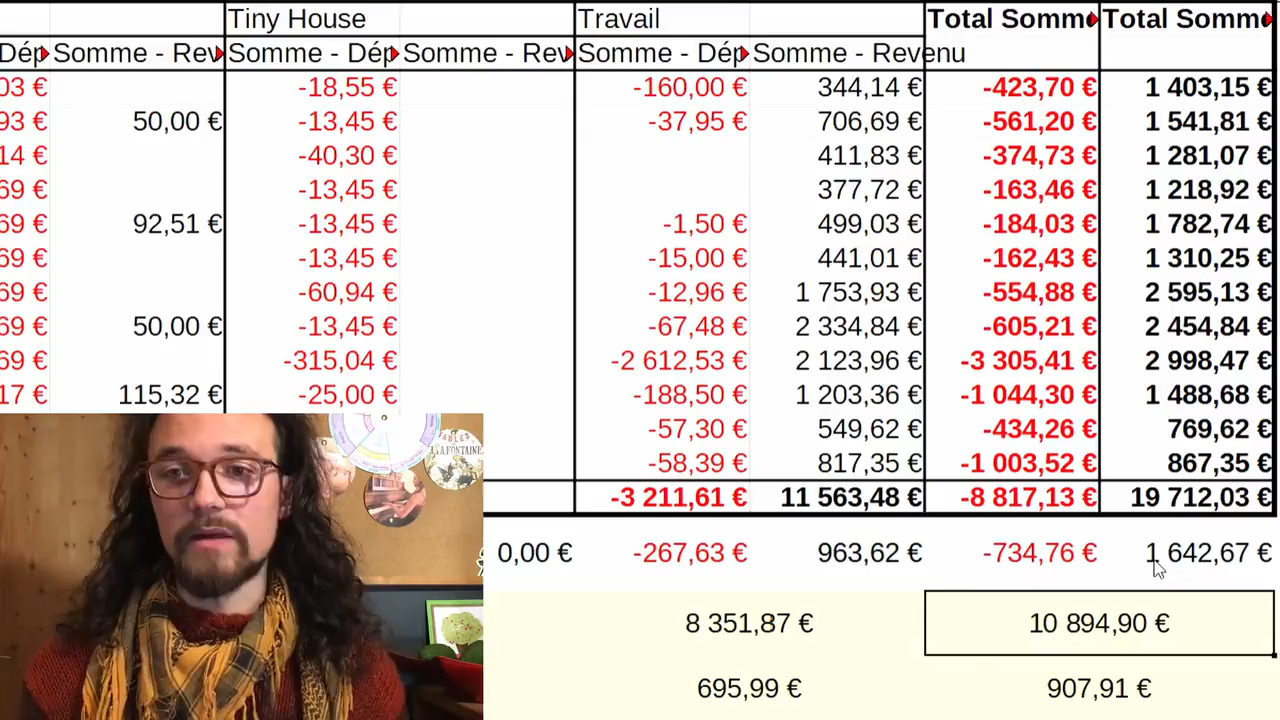 Tiny House Travail Total Somme Total Somme
Dép Somme - Rev Somme - Dép Somme - Rev Somme - Dép Somme - Revenu
03 € -18,55 € -160,00 € 344,14 € -423,70 € 1 403,15 €
93 € 50,00 € -13,45 € -37,95 € 706,69 € -561,20 € 1 541,81 €
14 € -40,30 € 411,83 € -374,73 € 1 281,07 €
69 € -13,45 € 377,72 € -163,46 € 1 218,92 €
69 € 92,51 € -13,45 € -1,50 € 499,03 € -184,03 € 1 782,74 €
69 € -13,45 € -15,00 € 441,01 € -162,43 € 1 310,25 €
69 € -60,94 € -12,96 € 1 753,93 € -554,88 € 2 595,13 €
69 € 50,00 € -13,45 € -67,48 € 2 334,84 € -605,21 € 2 454,84 €
69 € -315,04 € -2 612,53 € 2 123,96 € -3 305,41 € 2 998,47 €
17 € 115,32 € -25,00 € -188,50 € 1 203,36 € -1 044,30 € 1 488,68 €
-57,30 € 549,62 € -434,26 € 769,62 €
-58,39 € 817,35 € -1 003,52 € 867,35 €
-3 211,61 € 11 563,48 € -8 817,13 € 19 712,03 €
0,00 € -267,63 € 963,62 € -734,76 € 1 642,67 €
8 351,87 € 10 894,90 €
695,99 € 907,91 €
FABLES
LA FONTAINE